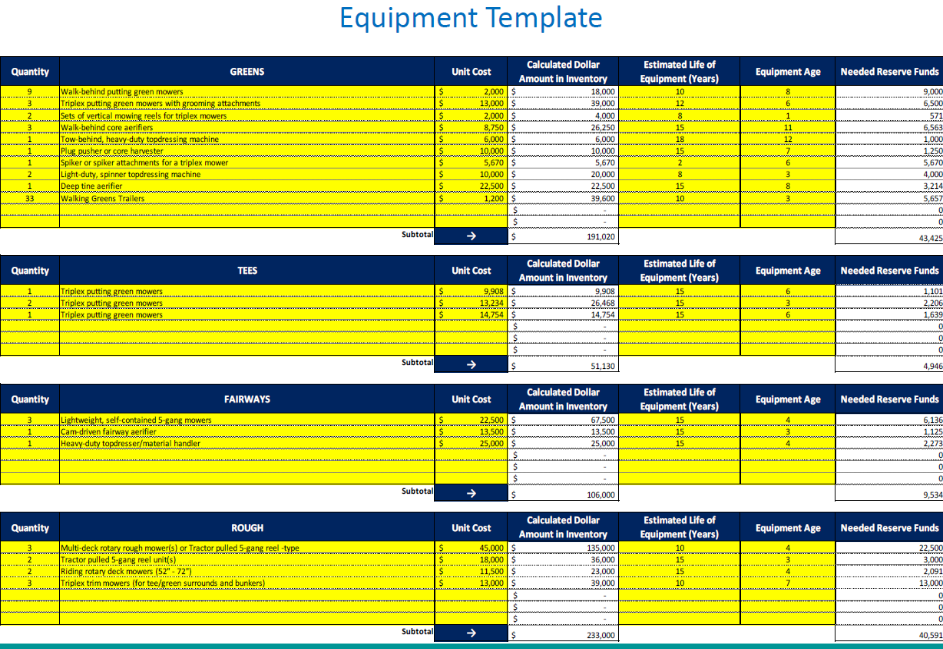 Equipment Template
Quantity GREENS Unit Cost Calculated Dollar Amount in Inventory Estimated Life of Equipment (Years) Equipment Age Needed Reserve Funds
9 Walk-behind putting green mowers $ 2,000 $ 18,000 10 8 9,000
3 Triplex putting green mowers with grooming attachments $ 13,000 $ 39,000 12 6 6,500
2 Sets of vertical mowing reels for triplex mowers $ 2,000 $ 4,000 8 1 571
3 Walk-behind core aerifiers $ 8,750 $ 26,250 15 11 6,563
1 Tow-behind, heavy-duty topdressing machine $ 6,000 $ 6,000 18 12 1,000
1 Plug pusher or core harvester $ 10,000 $ 10,000 15 7 1,250
1 Spiker or spiker attachments for a triplex mower $ 5,670 $ 5,670 2 6 5,670
2 Light-duty, spinner topdressing machine $ 10,000 $ 20,000 8 3 4,000
1 Deep tine aerifier $ 22,500 $ 22,500 15 8 3,214
33 Walking Greens Trailers $ 1,200 $ 39,600 10 3 5,657
$ - 0
$ - 0
Subtotal → $ 191,020 43,425
Quantity TEES Unit Cost Calculated Dollar Amount in Inventory Estimated Life of Equipment (Years) Equipment Age Needed Reserve Funds
1 Triplex putting green mowers $ 9,908 $ 9,908 15 6 1,101
2 Triplex putting green mowers $ 13,234 $ 26,468 15 3 2,206
1 Triplex putting green mowers $ 14,754 $ 14,754 15 6 1,639
$ - 0
$ - 0
$ - 0
Subtotal → $ 51,130 4,946
Quantity FAIRWAYS Unit Cost Calculated Dollar Amount in Inventory Estimated Life of Equipment (Years) Equipment Age Needed Reserve Funds
3 Lightweight, self-contained 5-gang mowers $ 22,500 $ 67,500 15 4 6,136
1 Cam-driven fairway aerifier $ 13,500 $ 13,500 15 3 1,125
1 Heavy-duty topdresser/material handler $ 25,000 $ 25,000 15 4 2,273
$ - 0
$ - 0
$ - 0
Subtotal → $ 106,000 9,534
Quantity ROUGH Unit Cost Calculated Dollar Amount in Inventory Estimated Life of Equipment (Years) Equipment Age Needed Reserve Funds
3 Multi-deck rotary rough mower(s) or Tractor pulled 5-gang reel -type $ 45,000 $ 135,000 10 4 22,500
2 Tractor pulled 5-gang reel unit(s) $ 18,000 $ 36,000 15 3 3,000
2 Riding rotary deck mowers (52" - 72") $ 11,500 $ 23,000 15 4 2,091
3 Triplex trim mowers (for tee/green surrounds and bunkers) $ 13,000 $ 39,000 10 7 13,000
$ - 0
$ - 0
$ - 0
Subtotal → $ 233,000 40,591